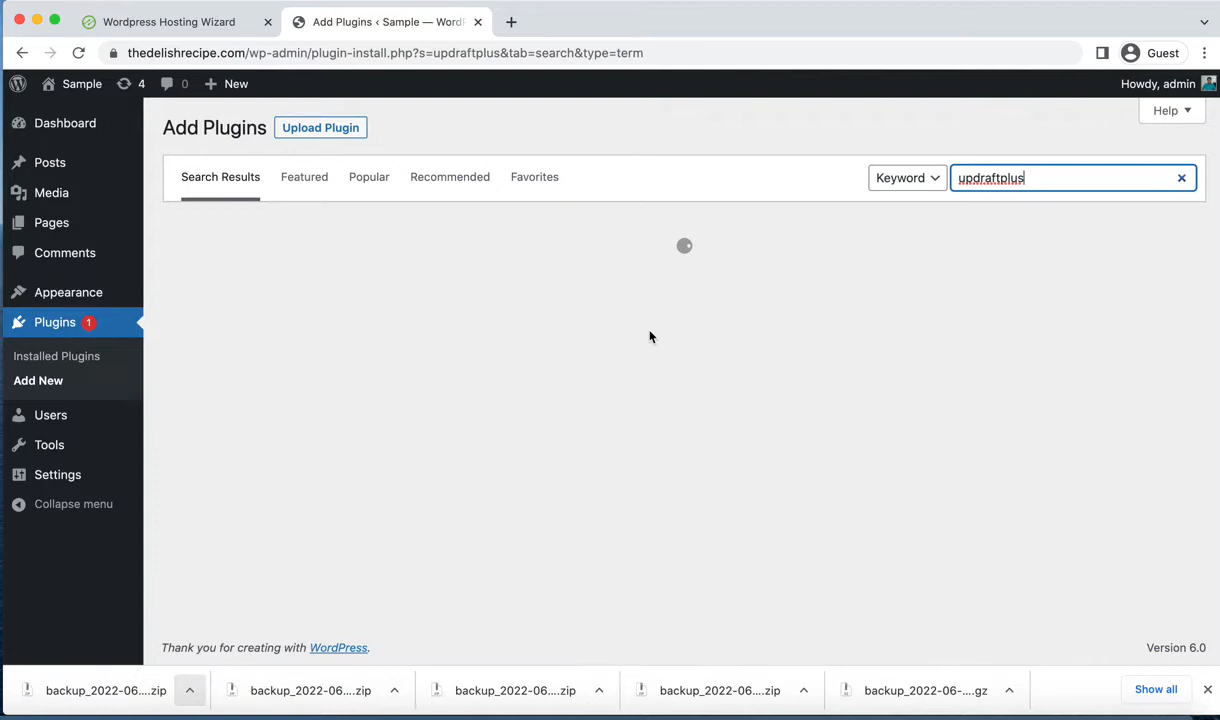 Wordpress Hosting Wizard
Add Plugins ‹ Sample — WordP
thedelishrecipe.com/wp-admin/plugin-install.php?s=updraftplus&tab=search&type=term
Guest
Sample 4 0 New
Howdy, admin
Help
Dashboard
Posts
Media
Pages
Comments
Appearance
Plugins 1
Installed Plugins
Add New
Users
Tools
Settings
Collapse menu
Add Plugins
Upload Plugin
Search Results Featured Popular Recommended Favorites
Keyword
updraftplus
Thank you for creating with WordPress.
Version 6.0
backup_2022-06....zip
backup_2022-06....zip
backup_2022-06....zip
backup_2022-06....zip
backup_2022-06-....gz
Show all